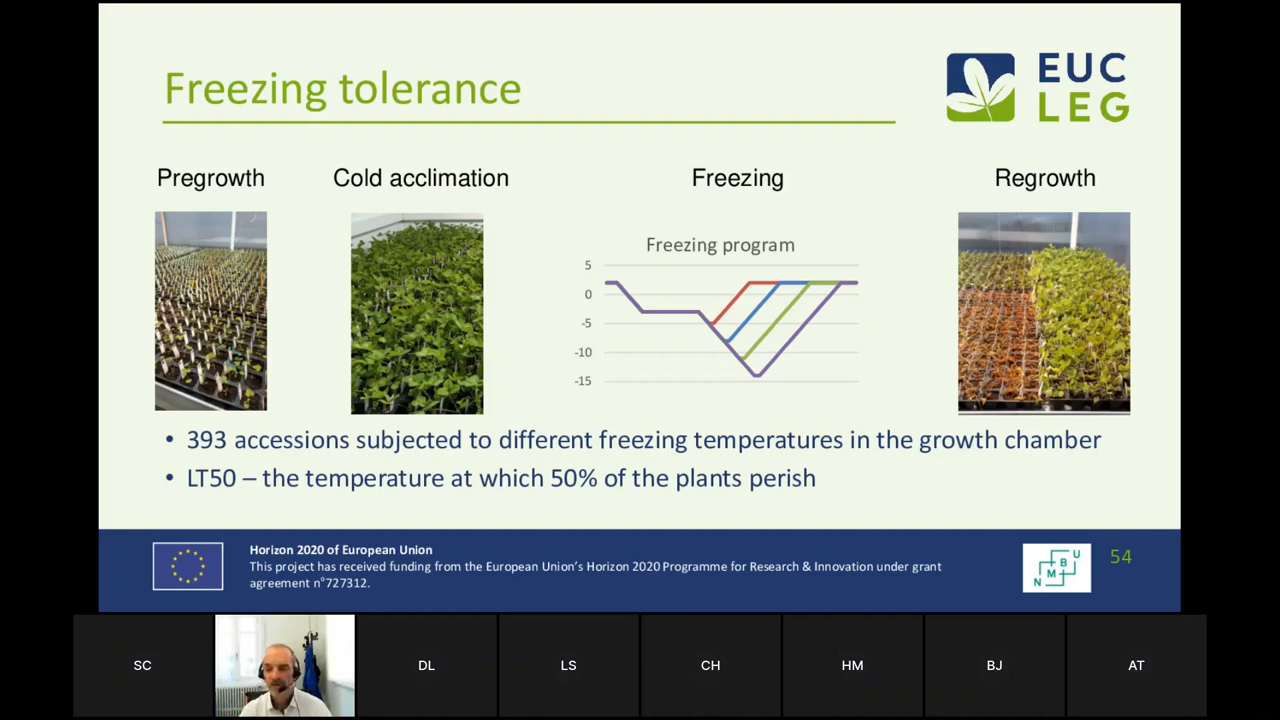 Freezing tolerance
EUC
LEG
Pregrowth
Cold acclimation
Freezing
Regrowth
Freezing program
5
0
-5
-10
-15
• 393 accessions subjected to different freezing temperatures in the growth chamber
• LT50 – the temperature at which 50% of the plants perish
Horizon 2020 of European Union
This project has received funding from the European Union's Horizon 2020 Programme for Research & Innovation under grant
agreement n°727312.
N M B U
54
SC
DL
LS
CH
HM
BJ
AT